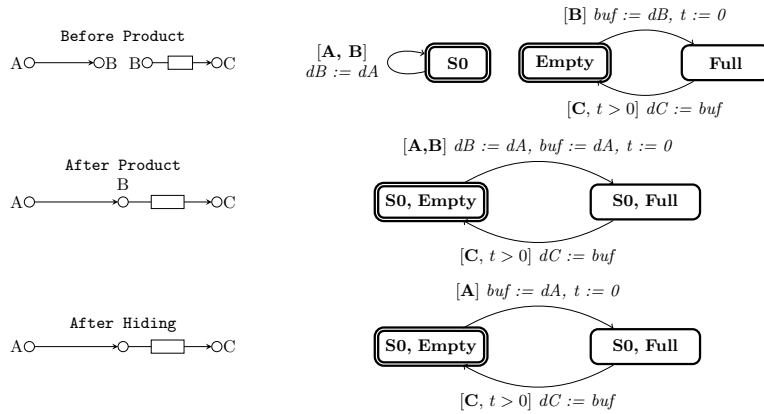 Before Product
A B B C
[A, B]
dB := dA
S0
[B] buf := dB, t := 0
Empty
Full
[C, t > 0] dC := buf
After Product
B
A C
[A,B] dB := dA, buf := dA, t := 0
S0, Empty
S0, Full
[C, t > 0] dC := buf
After Hiding
A C
[A] buf := dA, t := 0
S0, Empty
S0, Full
[C, t > 0] dC := buf